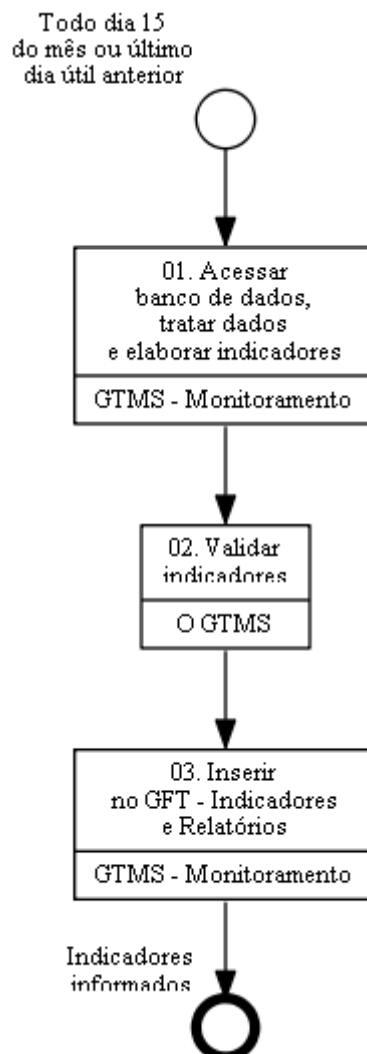 Todo dia 15
do mês ou último
dia útil anterior
01. Acessar
banco de dados,
tratar dados
e elaborar indicadores
GTMS - Monitoramento
02. Validar
indicadores
O GTMS
03. Inserir
no GFT - Indicadores
e Relatórios
GTMS - Monitoramento
Indicadores
informados